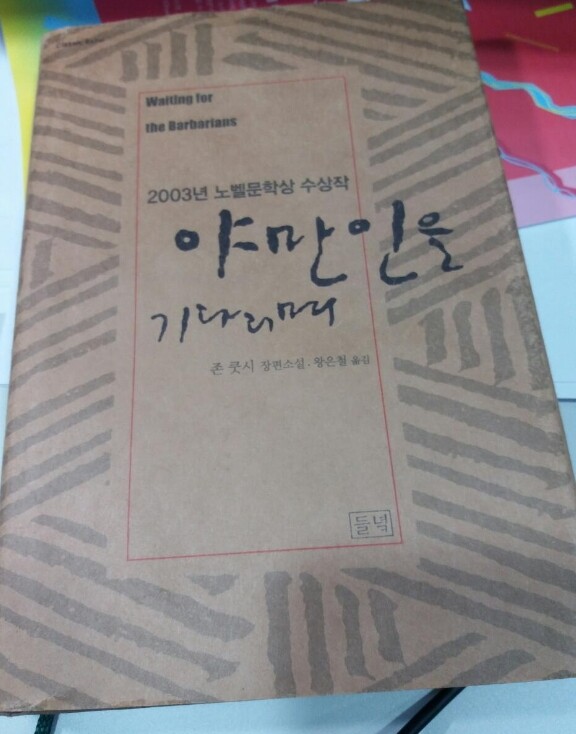 Waiting for
the Barbarians
2003년 노벨문학상 수상작
야만인을
기다리며
존 쿳시 장편소설 . 왕은철 옮김
들녘